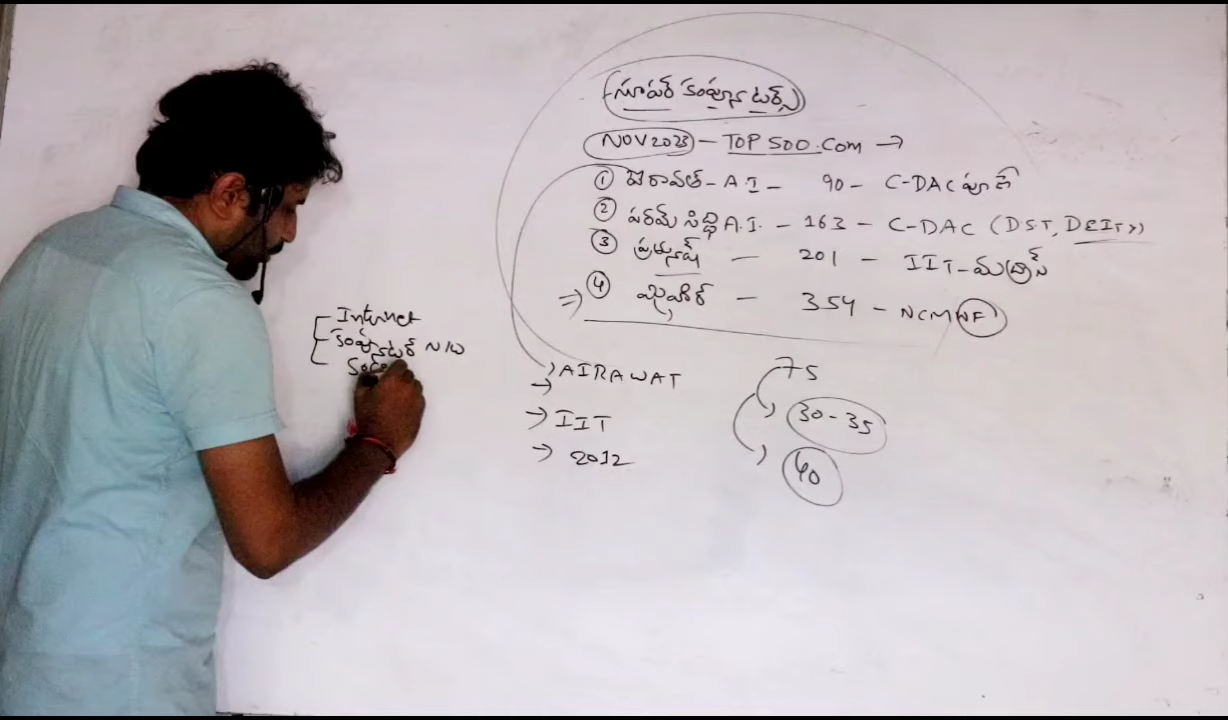 సూపర్ కంప్యూటర్స్
NOV 2023 - TOP 500.Com →
① ఐరావత్ - A.I - 90 - C-DAC పూణే
② పరమ్ సిద్ధి A.I. - 163 - C-DAC (DST, DEITY)
③ ప్రత్యూష్ - 201 - IIT-మద్రాస్
④ మిహిర్ - 354 - NCMWF
Internet
కంప్యూటర్ N/W
→ AIRAWAT
→ IIT
→ 2012
75
30-35
40